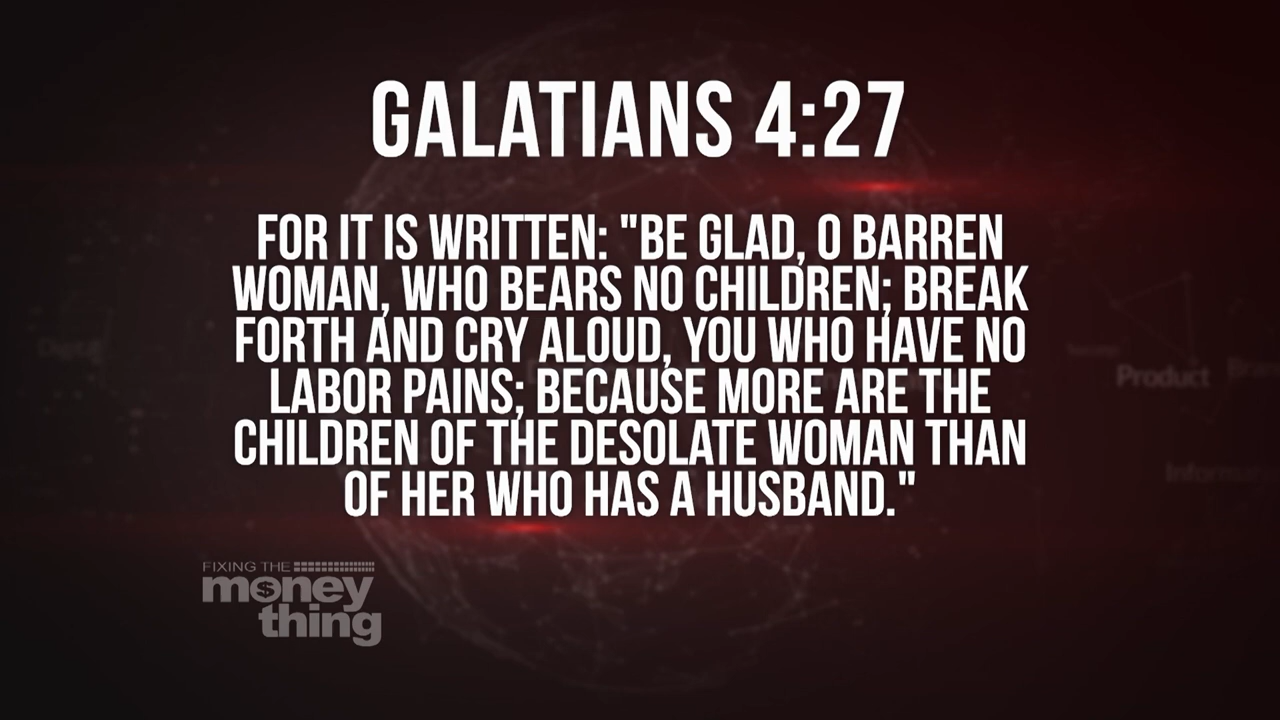 GALATIANS 4:27
FOR IT IS WRITTEN: "BE GLAD, O BARREN
WOMAN, WHO BEARS NO CHILDREN; BREAK
FORTH AND CRY ALOUD, YOU WHO HAVE NO
LABOR PAINS; BECAUSE MORE ARE THE
CHILDREN OF THE DESOLATE WOMAN THAN
OF HER WHO HAS A HUSBAND."
Product
FIXING THE
money
thing